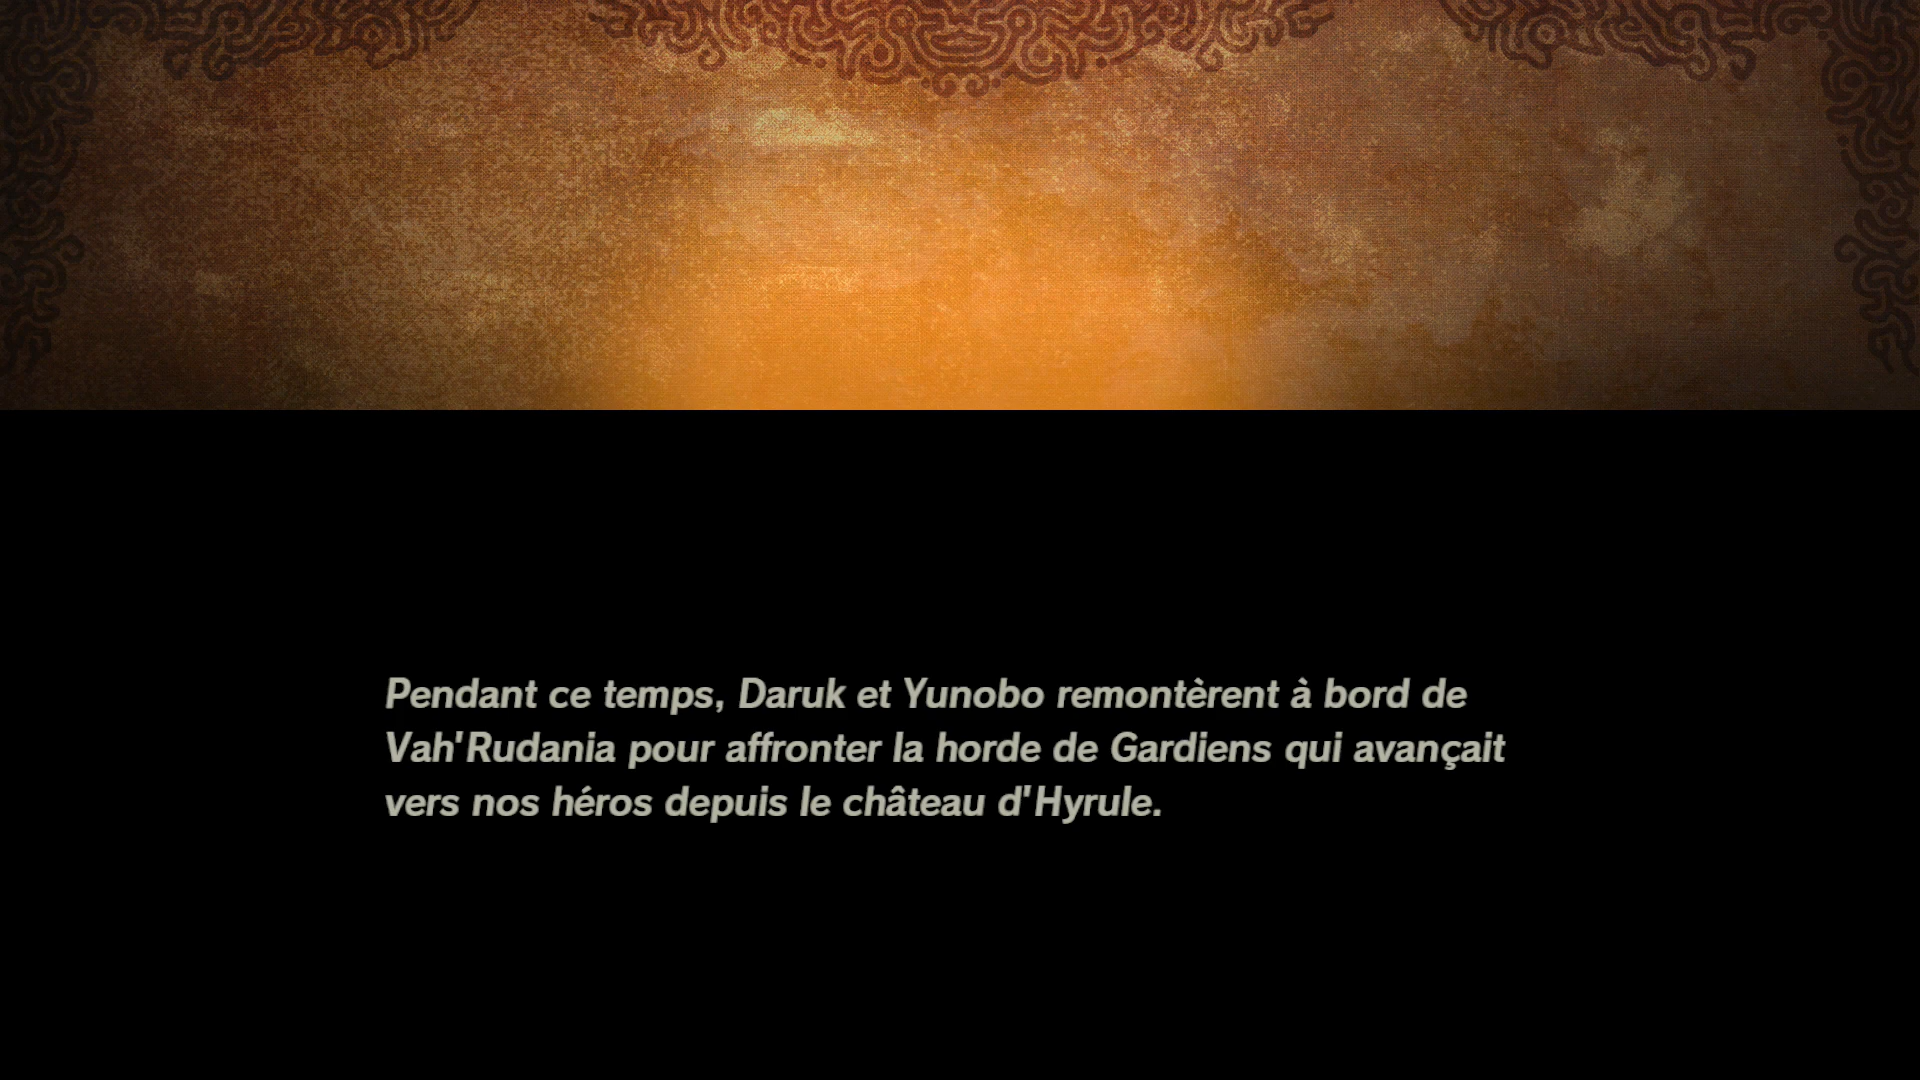 Pendant ce temps, Daruk et Yunobo remontèrent à bord de
Vah'Rudania pour affronter la horde de Gardiens qui avançait
vers nos héros depuis le château d'Hyrule.